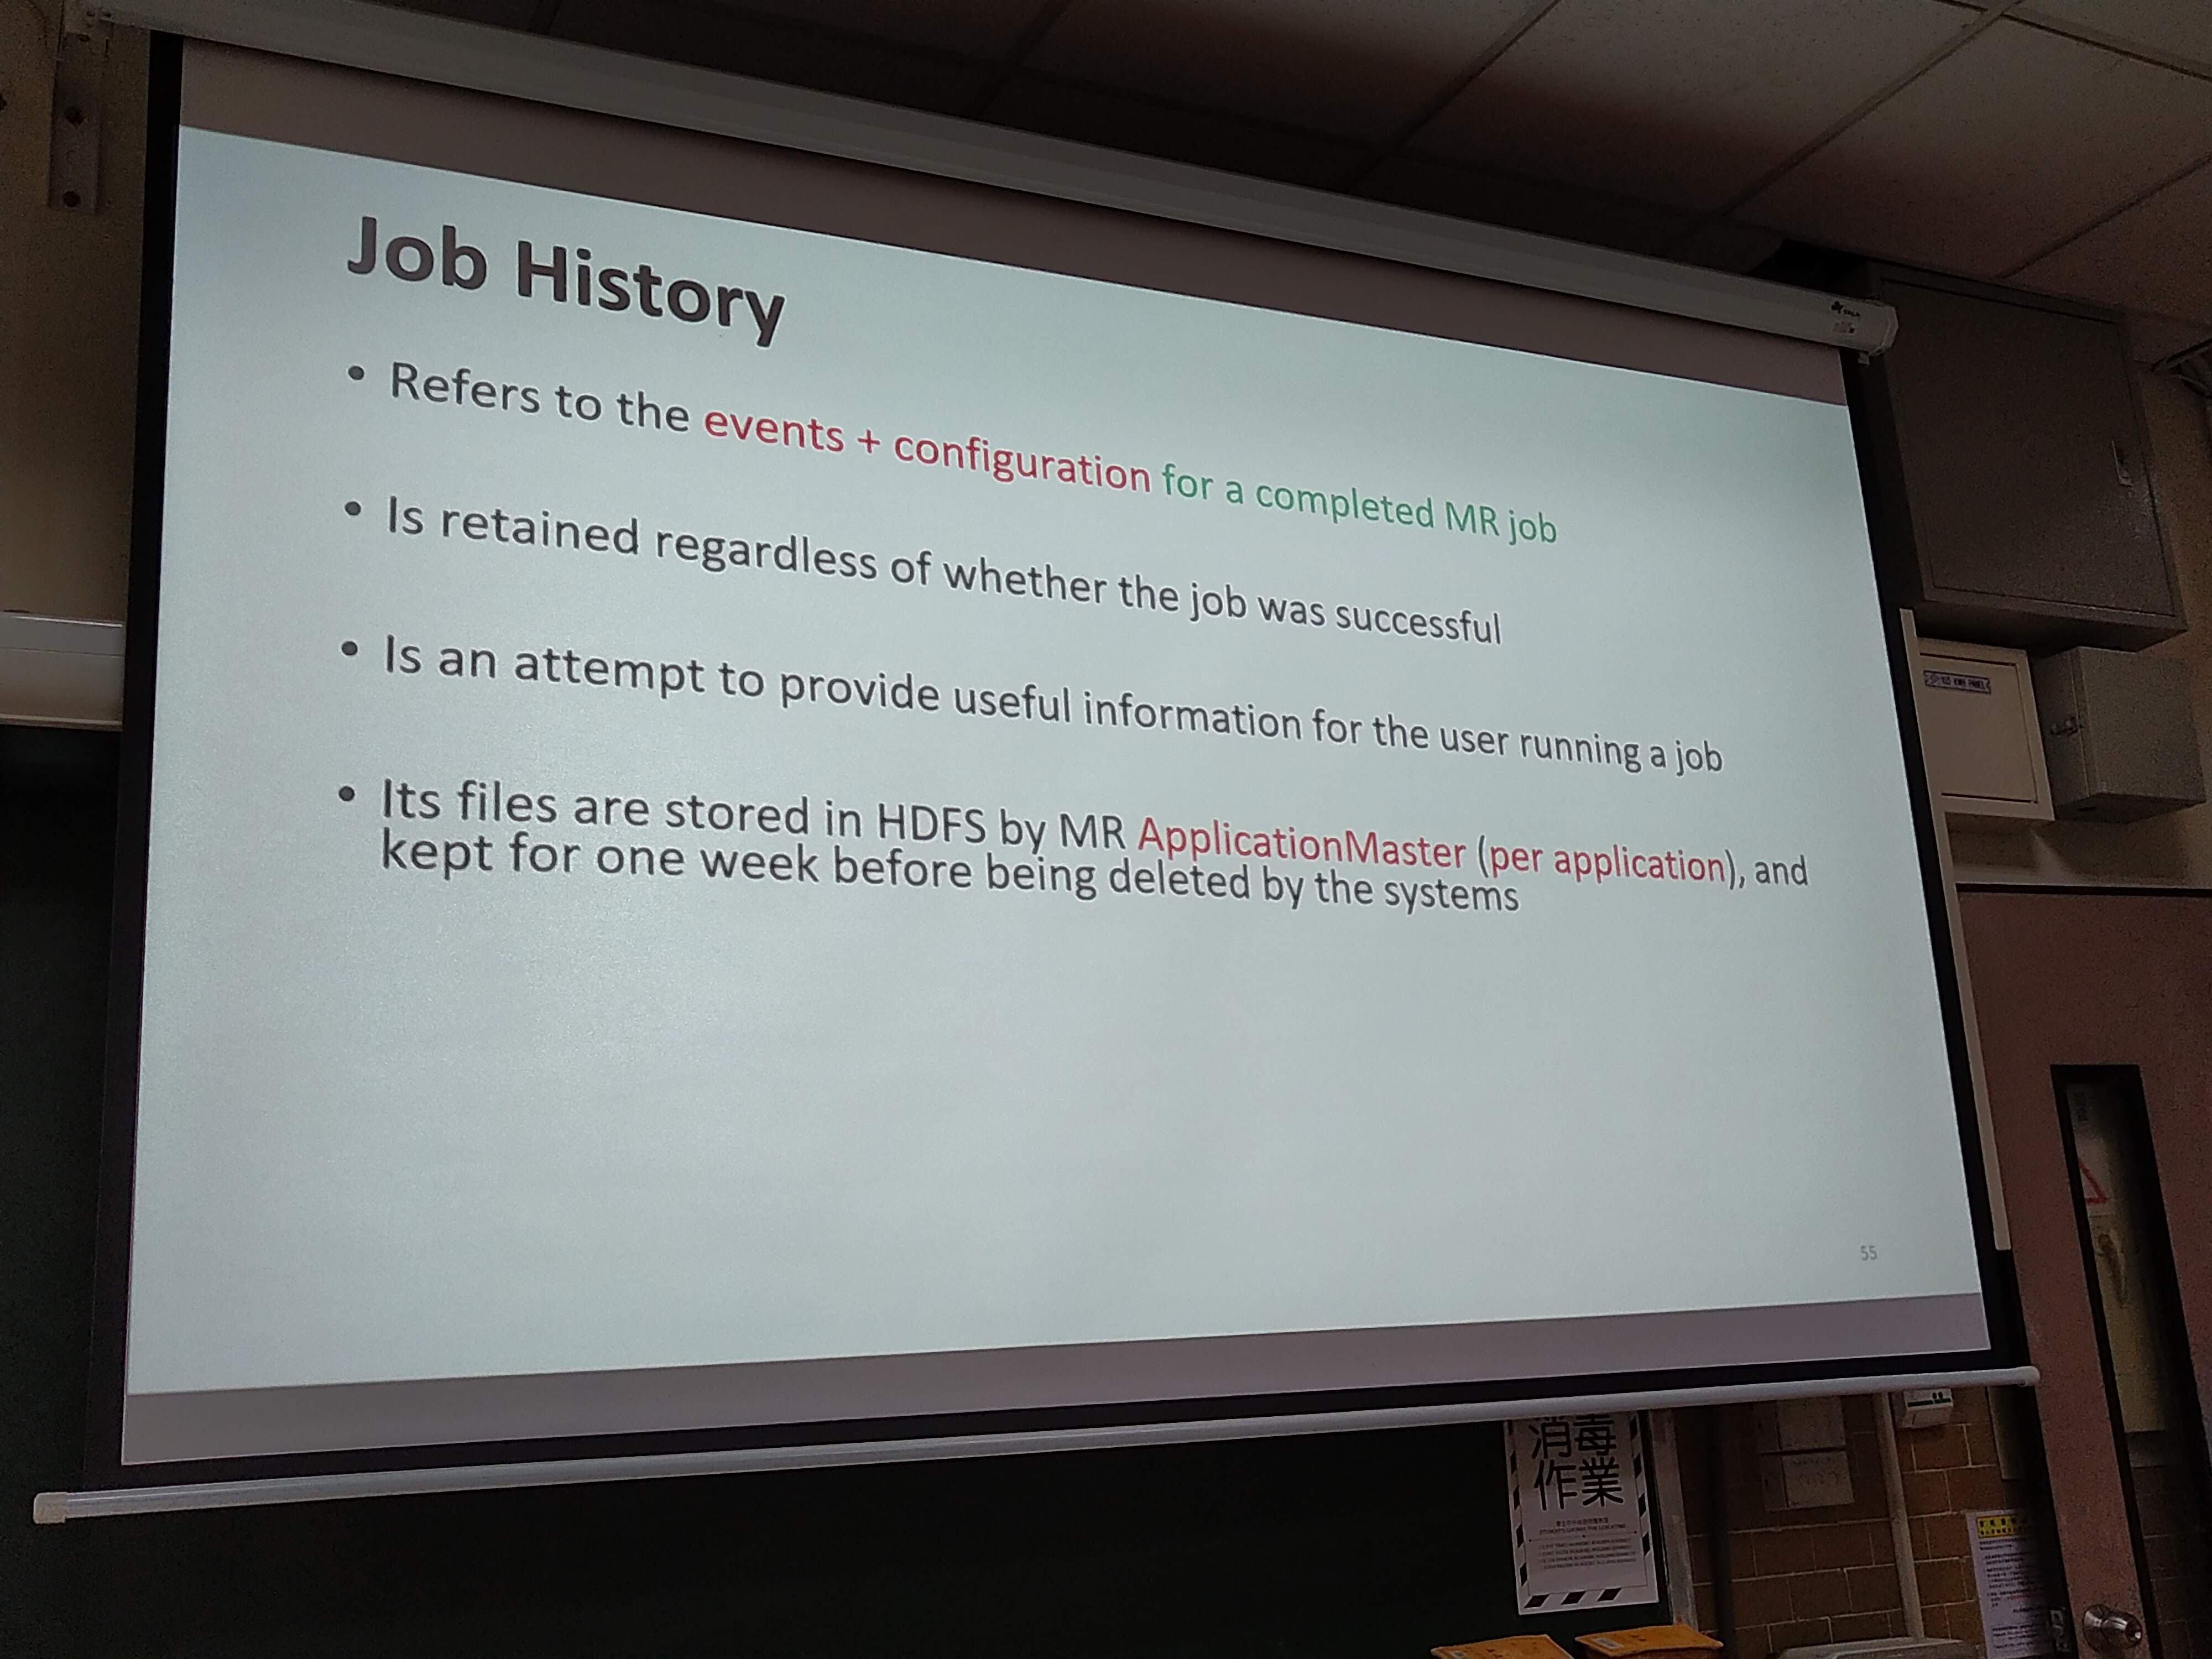 Job History
• Refers to the events + configuration for a completed MR job
• Is retained regardless of whether the job was successful
• Is an attempt to provide useful information for the user running a job
• Its files are stored in HDFS by MR ApplicationMaster (per application), and
kept for one week before being deleted by the systems
55
消毒
作業